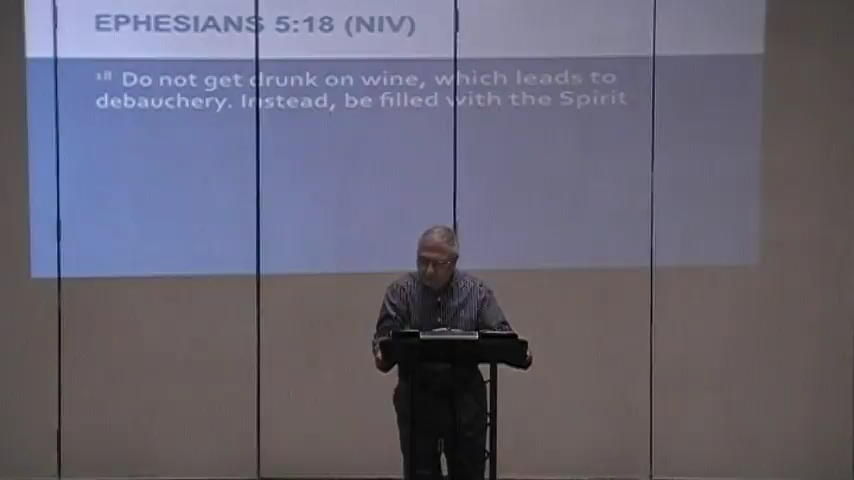 EPHESIANS 5:18 (NIV)
18 Do not get drunk on wine, which leads to
debauchery. Instead, be filled with the Spirit